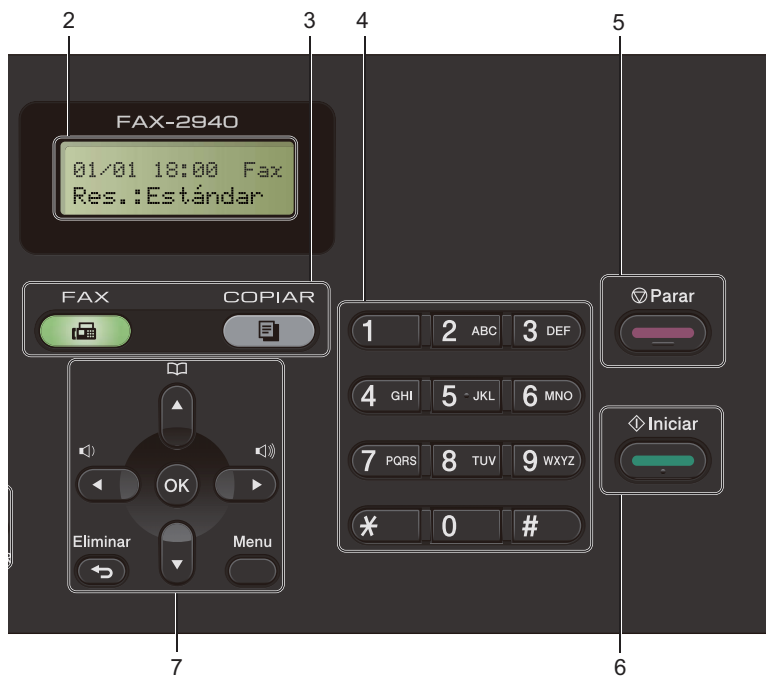 2 3 4 5
FAX-2940
01/01 18:00 Fax
Res.:Estándar
FAX COPIAR
Parar
1 2 ABC 3 DEF
4 GHI 5 JKL 6 MNO
Iniciar
7 PQRS 8 TUV 9 WXYZ
OK
* 0 #
Eliminar Menu
7 6